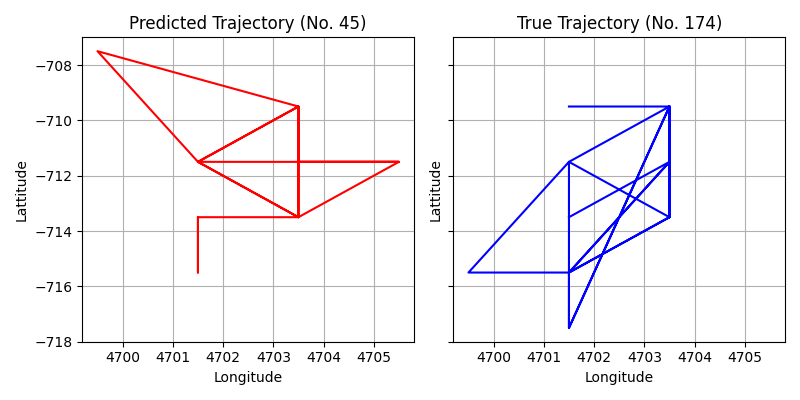 Predicted Trajectory (No. 45)
True Trajectory (No. 174)
−708
−710
−712
−714
−716
−718
Lattitude
Lattitude
4700 4701 4702 4703 4704 4705
4700 4701 4702 4703 4704 4705
Longitude
Longitude